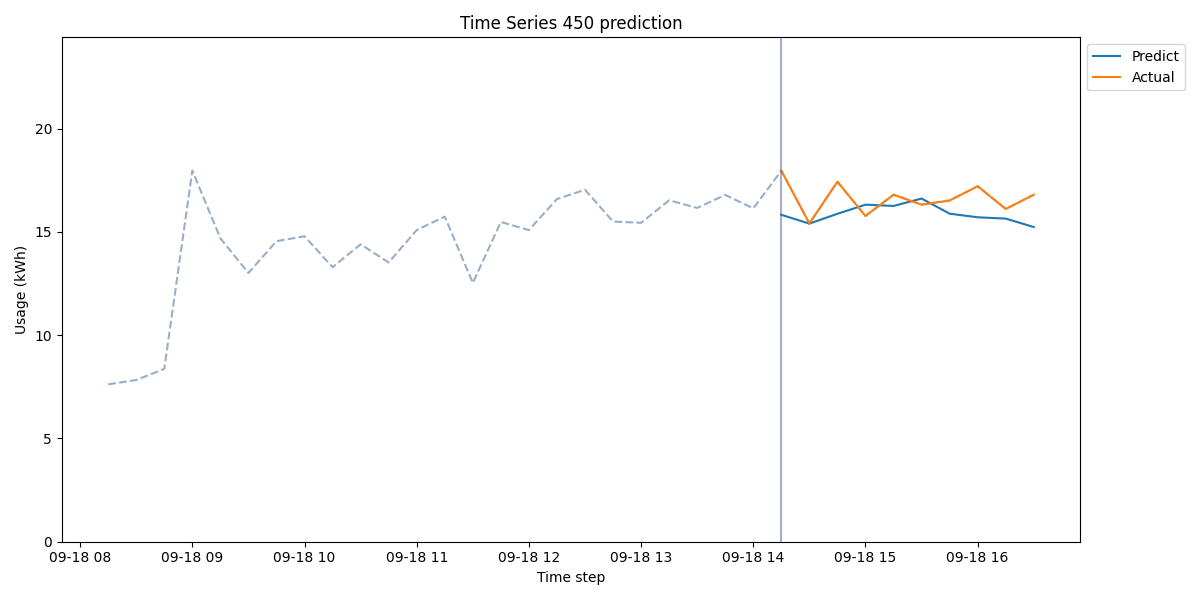 Time Series 450 prediction
Predict
Actual
Usage (kWh)
20
15
10
5
0
09-18 08
09-18 09
09-18 10
09-18 11
09-18 12
09-18 13
09-18 14
09-18 15
09-18 16
Time step